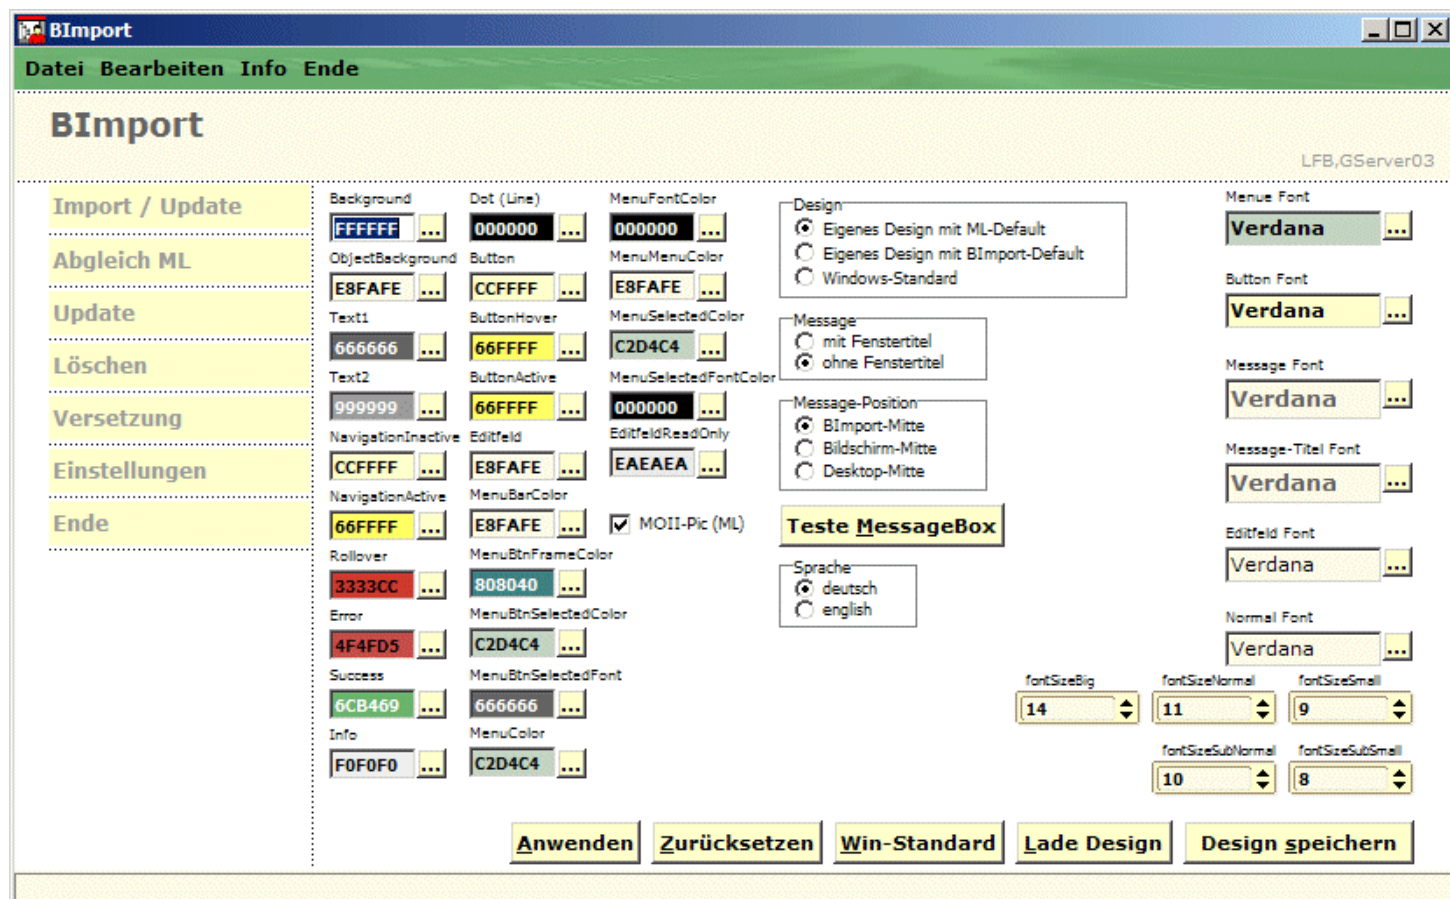 BImport
Datei Bearbeiten Info Ende
BImport
LFB,GServer03
Import / Update
Abgleich ML
Update
Löschen
Versetzung
Einstellungen
Ende
Background
FFFFFF ...
ObjectBackground
E8FAFE ...
Text1
666666 ...
Text2
999999 ...
NavigationInactive
CCFFFF ...
NavigationActive
66FFFF ...
Rollover
3333CC ...
Error
4F4FD5 ...
Success
6CB469 ...
Info
F0F0F0 ...
Dot (Line)
000000 ...
Button
CCFFFF ...
ButtonHover
66FFFF ...
ButtonActive
66FFFF ...
Editfeld
E8FAFE ...
MenuBarColor
E8FAFE ...
MenuBtnFrameColor
808040 ...
MenuBtnSelectedColor
C2D4C4 ...
MenuBtnSelectedFont
666666 ...
MenuColor
C2D4C4 ...
MenuFontColor
000000 ...
MenuMenuColor
E8FAFE ...
MenuSelectedColor
C2D4C4 ...
MenuSelectedFontColor
000000 ...
EditfeldReadOnly
EAEAEA ...
MOII-Pic (ML)
Design
Eigenes Design mit ML-Default
Eigenes Design mit BImport-Default
Windows-Standard
Message
mit Fenstertitel
ohne Fenstertitel
Message-Position
BImport-Mitte
Bildschirm-Mitte
Desktop-Mitte
Teste MessageBox
Sprache
deutsch
english
Menue Font
Verdana ...
Button Font
Verdana ...
Message Font
Verdana ...
Message-Titel Font
Verdana ...
Editfeld Font
Verdana ...
Normal Font
Verdana ...
fontSizeBig fontSizeNormal fontSizeSmall
14 11 9
fontSizeSubNormal fontSizeSubSmall
10 8
Anwenden Zurücksetzen Win-Standard Lade Design Design speichern